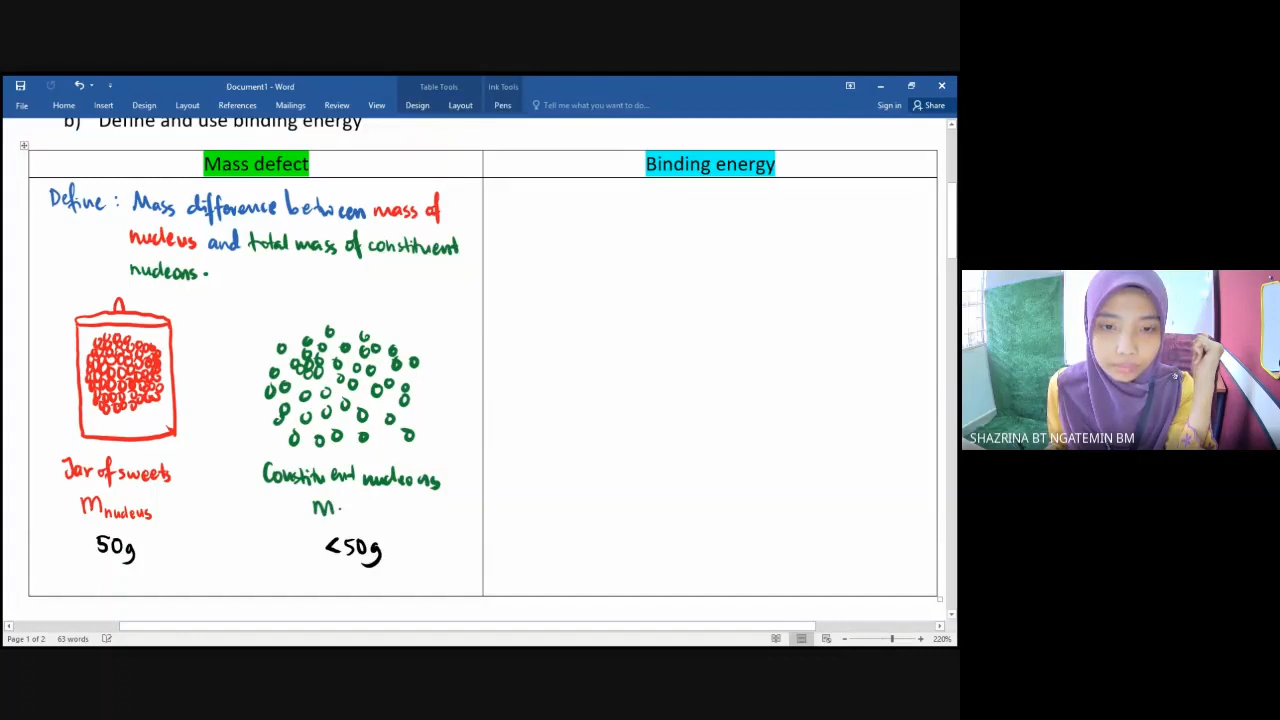 Document1 - Word
Table Tools
Ink Tools
File
Home
Insert
Design
Layout
References
Mailings
Review
View
Design
Layout
Pens
Tell me what you want to do...
Sign in
Share
b) Define and use binding energy
Mass defect
Binding energy
Define : Mass difference between mass of
nucleus and total mass of constituent
nucleons.
Jar of sweets
Constituent nucleons
Mnucleus
m
50g
<50g
SHAZRINA BT NGATEMIN BM
Page 1 of 2
63 words
220%